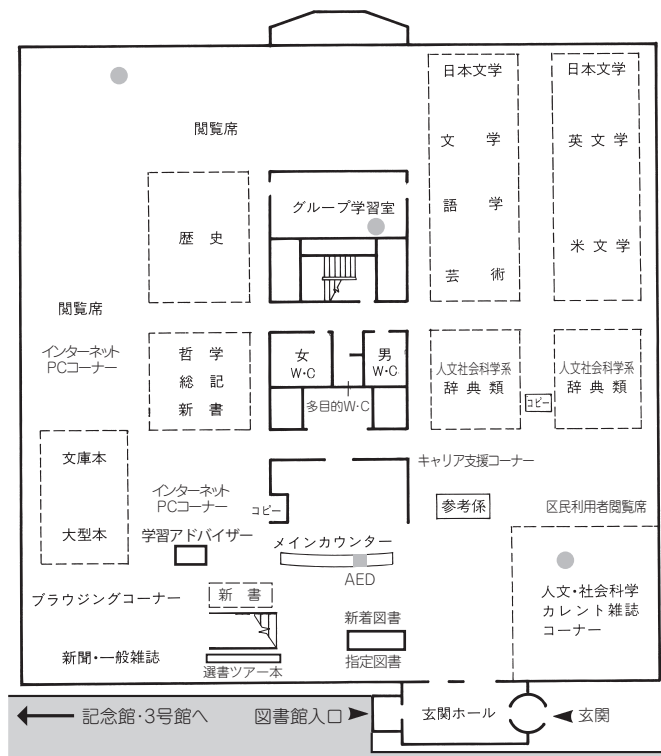 日本文学
日本文学
閲覧席
文学
英文学
グループ学習室
語学
歴史
米文学
芸術
閲覧席
インターネット
PCコーナー
哲学
総記
新書
女
W・C
男
W・C
多目的W・C
人文社会科学系
辞典類
人文社会科学系
辞典類
コピー
文庫本
大型本
キャリア支援コーナー
インターネット
PCコーナー
コピー
参考係
区民利用者閲覧席
学習アドバイザー
メインカウンター
AED
人文・社会科学
カレント雑誌
コーナー
ブラウジングコーナー
新書
新着図書
新聞・一般雑誌
選書ツアー本
指定図書
記念館・3号館へ
図書館入口
玄関ホール
玄関